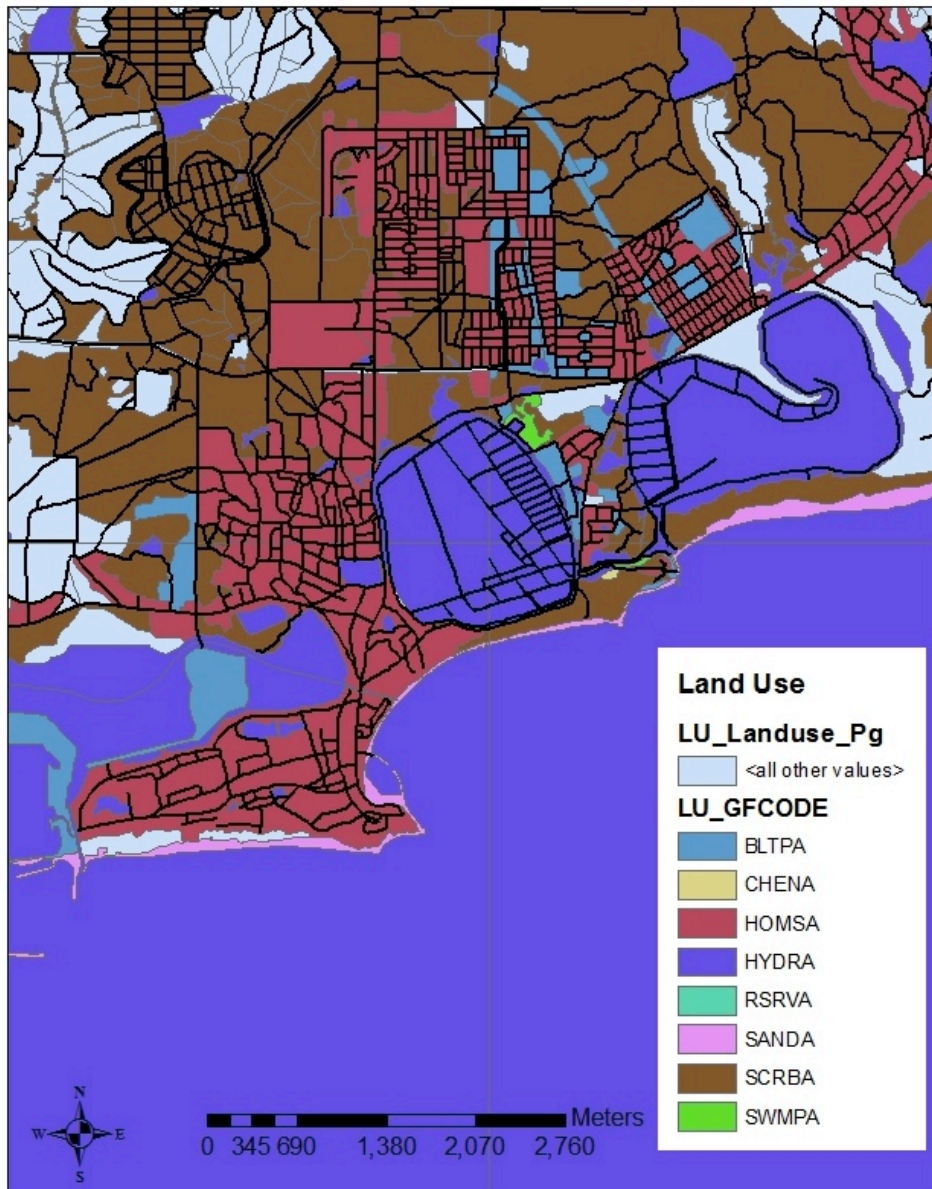 Land Use
LU_Landuse_Pg
<all other values>
LU_GFCODE
BLTPA
CHENA
HOMSA
HYDRA
RSRVA
SANDA
SCRBA
SWMPA
N
W E
S
Meters
0 345 690 1,380 2,070 2,760